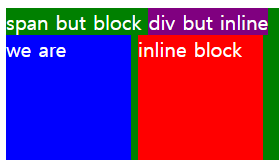 span but block div but inline
we are inline block